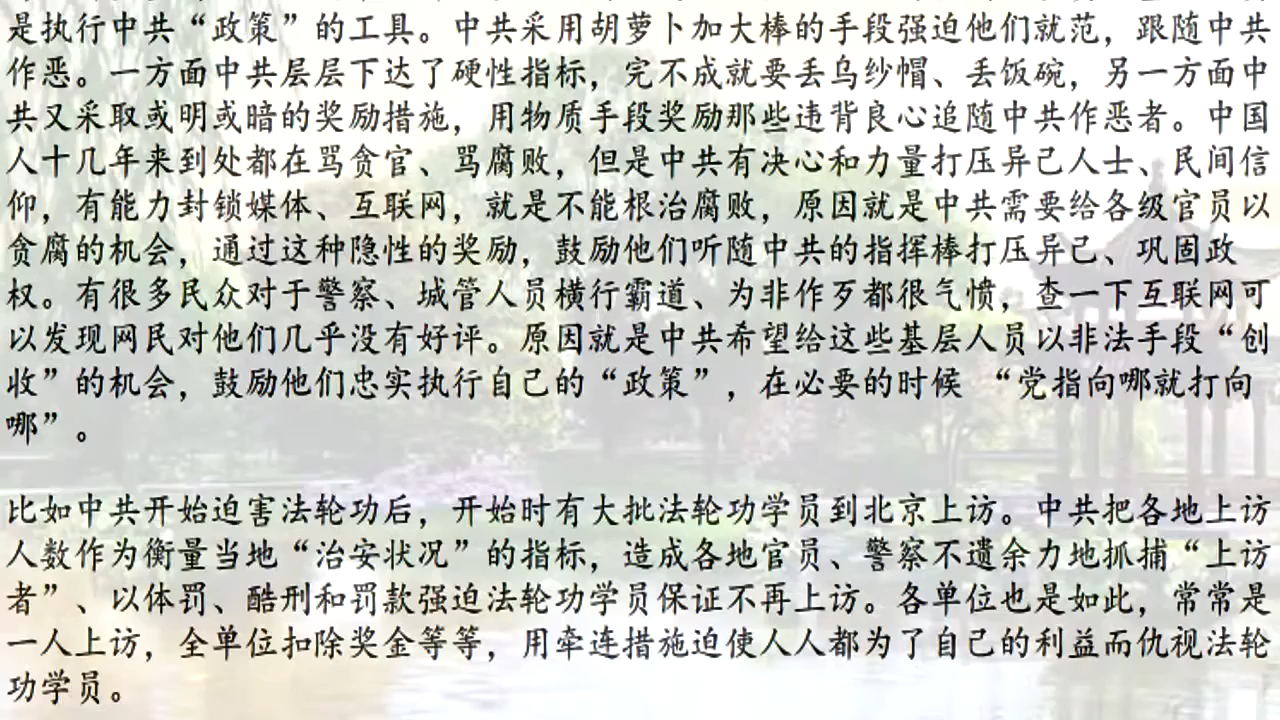 是执行中共“政策”的工具。中共采用胡萝卜加大棒的手段强迫他们就范，跟随中共
作恶。一方面中共层层下达了硬性指标，完不成就要丢乌纱帽、丢饭碗，另一方面中
共又采取或明或暗的奖励措施，用物质手段奖励那些违背良心追随中共作恶者。中国
人十几年来到处都在骂贪官、骂腐败，但是中共有决心和力量打压异己人士、民间信
仰，有能力封锁媒体、互联网，就是不能根治腐败，原因就是中共需要给各级官员以
贪腐的机会，通过这种隐性的奖励，鼓励他们听随中共的指挥棒打压异己、巩固政
权。有很多民众对于警察、城管人员横行霸道、为非作歹都很气愤，查一下互联网可
以发现网民对他们几乎没有好评。原因就是中共希望给这些基层人员以非法手段“创
收”的机会，鼓励他们忠实执行自己的“政策”，在必要的时候 “党指向哪就打向
哪”。
比如中共开始迫害法轮功后，开始时有大批法轮功学员到北京上访。中共把各地上访
人数作为衡量当地“治安状况”的指标，造成各地官员、警察不遗余力地抓捕“上访
者”、以体罚、酷刑和罚款强迫法轮功学员保证不再上访。各单位也是如此，常常是
一人上访，全单位扣除奖金等等，用牵连措施迫使人人都为了自己的利益而仇视法轮
功学员。